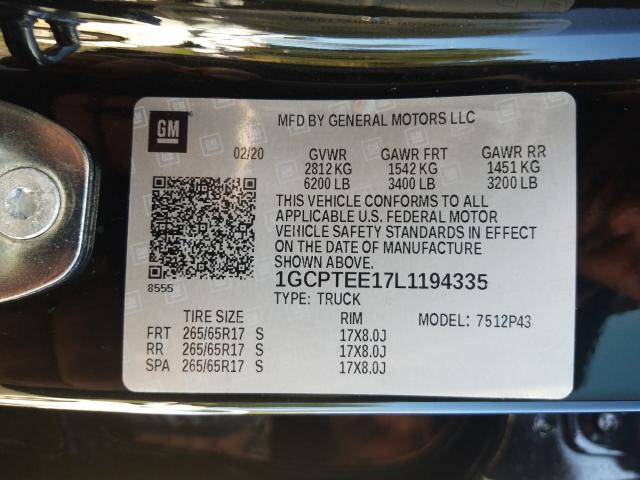 GM
MFD BY GENERAL MOTORS LLC
02/20 GVWR GAWR FRT GAWR RR
2812 KG 1542 KG 1451 KG
6200 LB 3400 LB 3200 LB
THIS VEHICLE CONFORMS TO ALL
APPLICABLE U.S. FEDERAL MOTOR
VEHICLE SAFETY STANDARDS IN EFFECT
ON THE DATE OF MANUFACTURE
SHOWN ABOVE.
8555 1GCPTEE17L1194335
TYPE: TRUCK
TIRE SIZE RIM MODEL: 7512P43
FRT 265/65R17 S 17X8.0J
RR 265/65R17 S 17X8.0J
SPA 265/65R17 S 17X8.0J